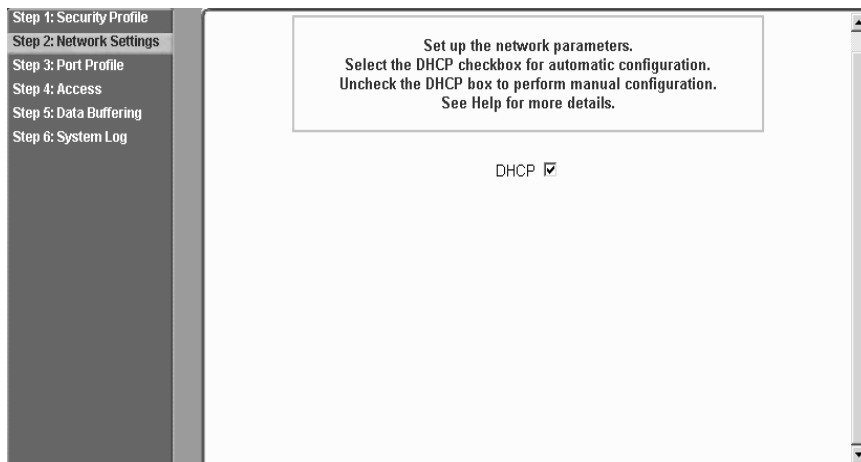 Step 1: Security Profile
Step 2: Network Settings
Step 3: Port Profile
Step 4: Access
Step 5: Data Buffering
Step 6: System Log
Set up the network parameters.
Select the DHCP checkbox for automatic configuration.
Uncheck the DHCP box to perform manual configuration.
See Help for more details.
DHCP